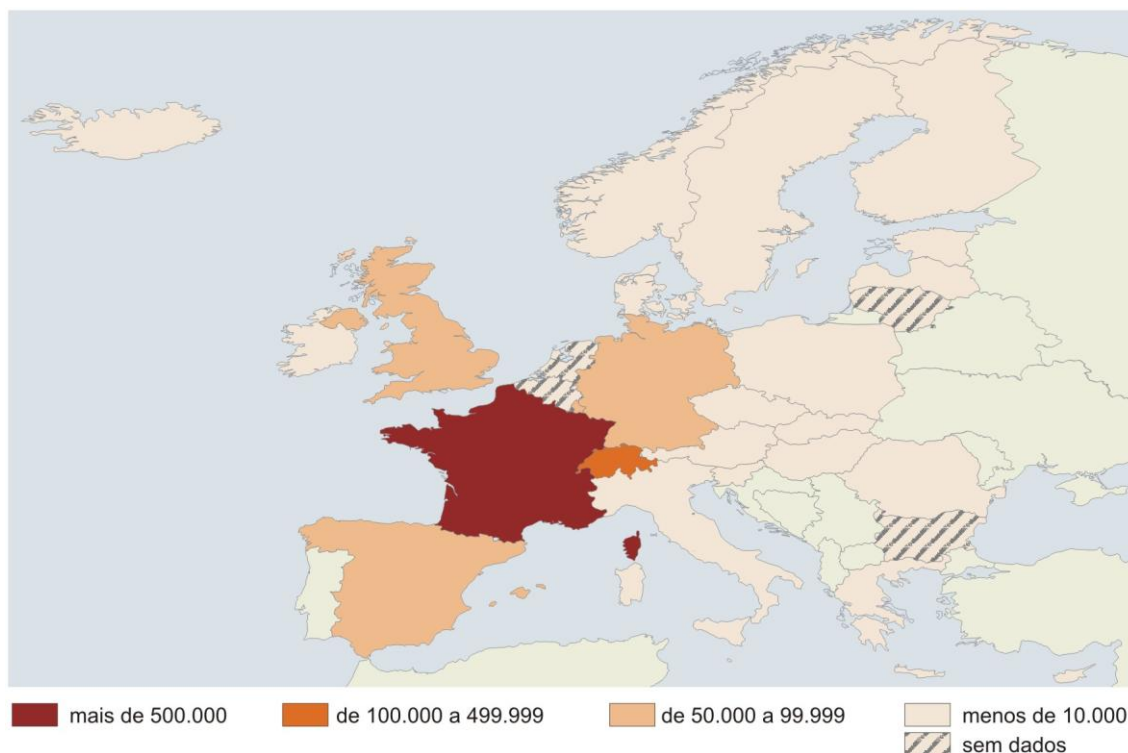 mais de 500.000
de 100.000 a 499.999
de 50.000 a 99.999
menos de 10.000
sem dados